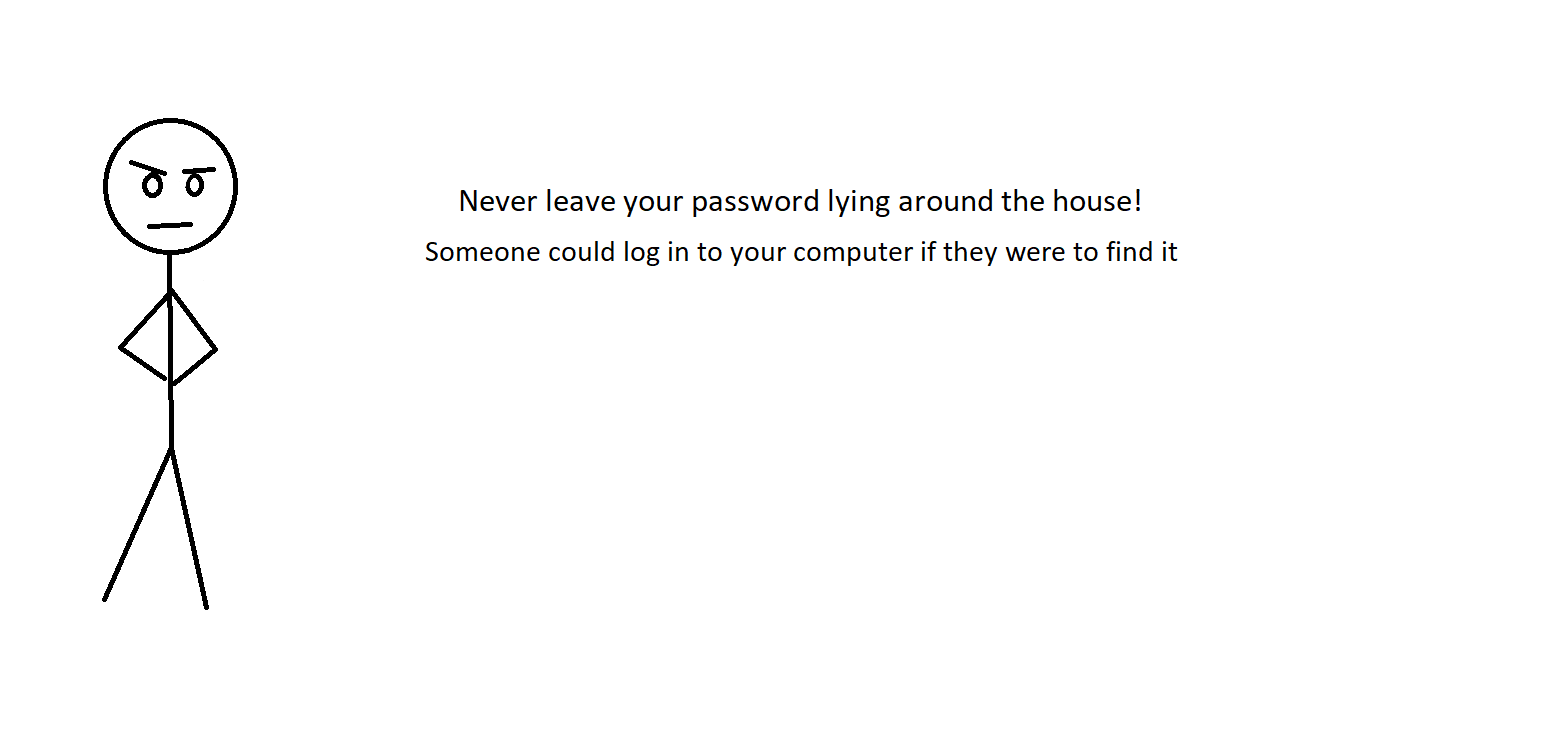 Never leave your password lying around the house!
Someone could log in to your computer if they were to find it